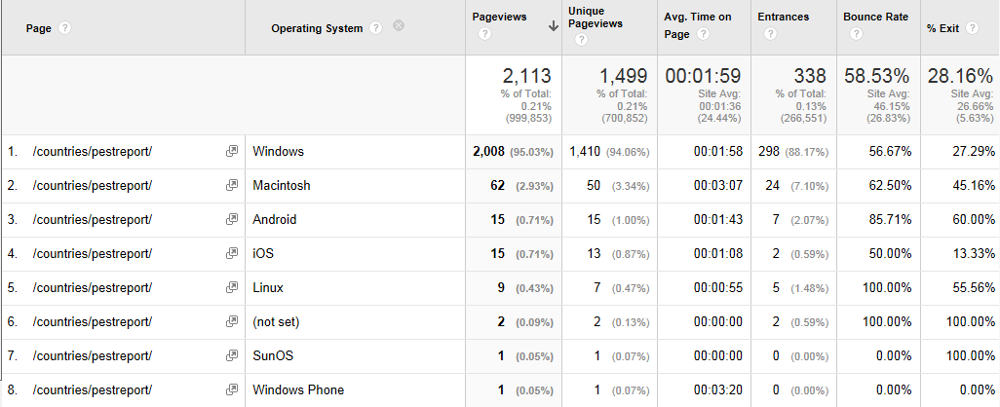 Page ? Operating System ? Pageviews ? Unique Pageviews ? Avg. Time on Page ? Entrances ? Bounce Rate ? % Exit ?
2,113 1,499 00:01:59 338 58.53% 28.16%
% of Total: % of Total: Site Avg: % of Total: Site Avg: Site Avg:
0.21% 0.21% 00:01:36 0.13% 46.15% 26.66%
(999,853) (700,852) (24.44%) (266,551) (26.83%) (5.63%)
1. /countries/pestreport/ Windows 2,008 (95.03%) 1,410 (94.06%) 00:01:58 298 (88.17%) 56.67% 27.29%
2. /countries/pestreport/ Macintosh 62 (2.93%) 50 (3.34%) 00:03:07 24 (7.10%) 62.50% 45.16%
3. /countries/pestreport/ Android 15 (0.71%) 15 (1.00%) 00:01:43 7 (2.07%) 85.71% 60.00%
4. /countries/pestreport/ iOS 15 (0.71%) 13 (0.87%) 00:01:08 2 (0.59%) 50.00% 13.33%
5. /countries/pestreport/ Linux 9 (0.43%) 7 (0.47%) 00:00:55 5 (1.48%) 100.00% 55.56%
6. /countries/pestreport/ (not set) 2 (0.09%) 2 (0.13%) 00:00:00 2 (0.59%) 100.00% 100.00%
7. /countries/pestreport/ SunOS 1 (0.05%) 1 (0.07%) 00:00:00 0 (0.00%) 0.00% 100.00%
8. /countries/pestreport/ Windows Phone 1 (0.05%) 1 (0.07%) 00:03:20 0 (0.00%) 0.00% 0.00%